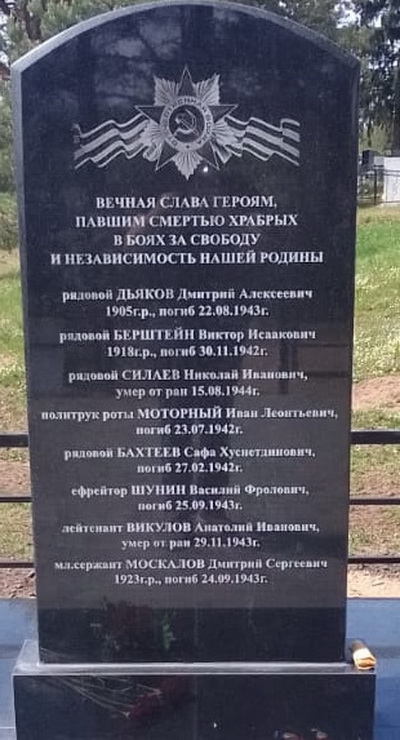 ВЕЧНАЯ СЛАВА ГЕРОЯМ,
ПАВШИМ СМЕРТЬЮ ХРАБРЫХ
В БОЯХ ЗА СВОБОДУ
И НЕЗАВИСИМОСТЬ НАШЕЙ РОДИНЫ
рядовой ДЬЯКОВ Дмитрий Алексеевич
1905г.р., погиб 22.08.1943г.
рядовой БЕРШТЕЙН Виктор Исаакович
1918г.р., погиб 30.11.1942г.
рядовой СИЛАЕВ Николай Иванович,
умер от ран 15.08.1944г.
политрук роты МОТОРНЫЙ Иван Леонтьевич,
погиб 23.07.1942г.
рядовой БАХТЕЕВ Сафа Хуснетдинович,
погиб 27.02.1942г.
ефрейтор ШУНИН Василий Фролович,
погиб 25.09.1943г.
лейтенант ВИКУЛОВ Анатолий Иванович,
умер от ран 29.11.1943г.
мл.сержант МОСКАЛОВ Дмитрий Сергеевич
1923г.р., погиб 24.09.1943г.